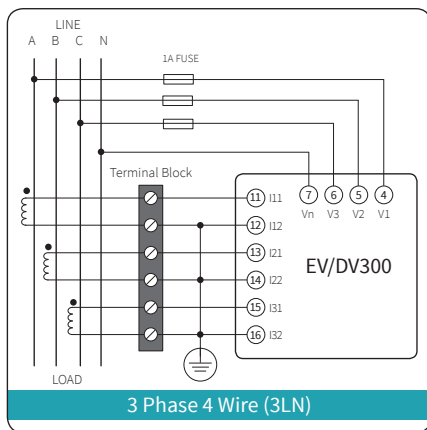 LINE
A B C N
1A FUSE
Terminal Block
11 I11
7 6 5 4
Vn V3 V2 V1
12 I12
13 I21
EV/DV300
14 I22
15 I31
16 I32
LOAD
3 Phase 4 Wire (3LN)